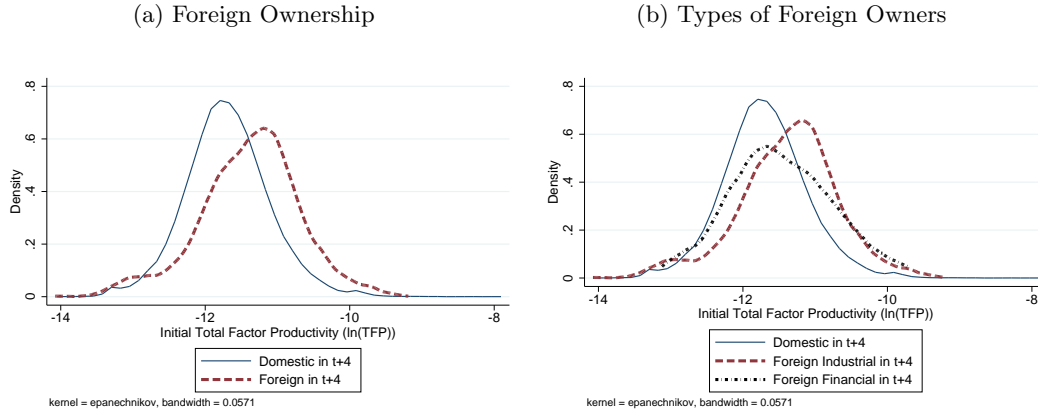 (a) Foreign Ownership
.8
.6
.4
.2
0
Density
-14
-12
-10
-8
Initial Total Factor Productivity (ln(TFP))
Domestic in t+4
Foreign in t+4
kernel = epanechnikov, bandwidth = 0.0571
(b) Types of Foreign Owners
.8
.6
.4
.2
0
Density
-14
-12
-10
-8
Initial Total Factor Productivity (ln(TFP))
Domestic in t+4
Foreign Industrial in t+4
Foreign Financial in t+4
kernel = epanechnikov, bandwidth = 0.0571